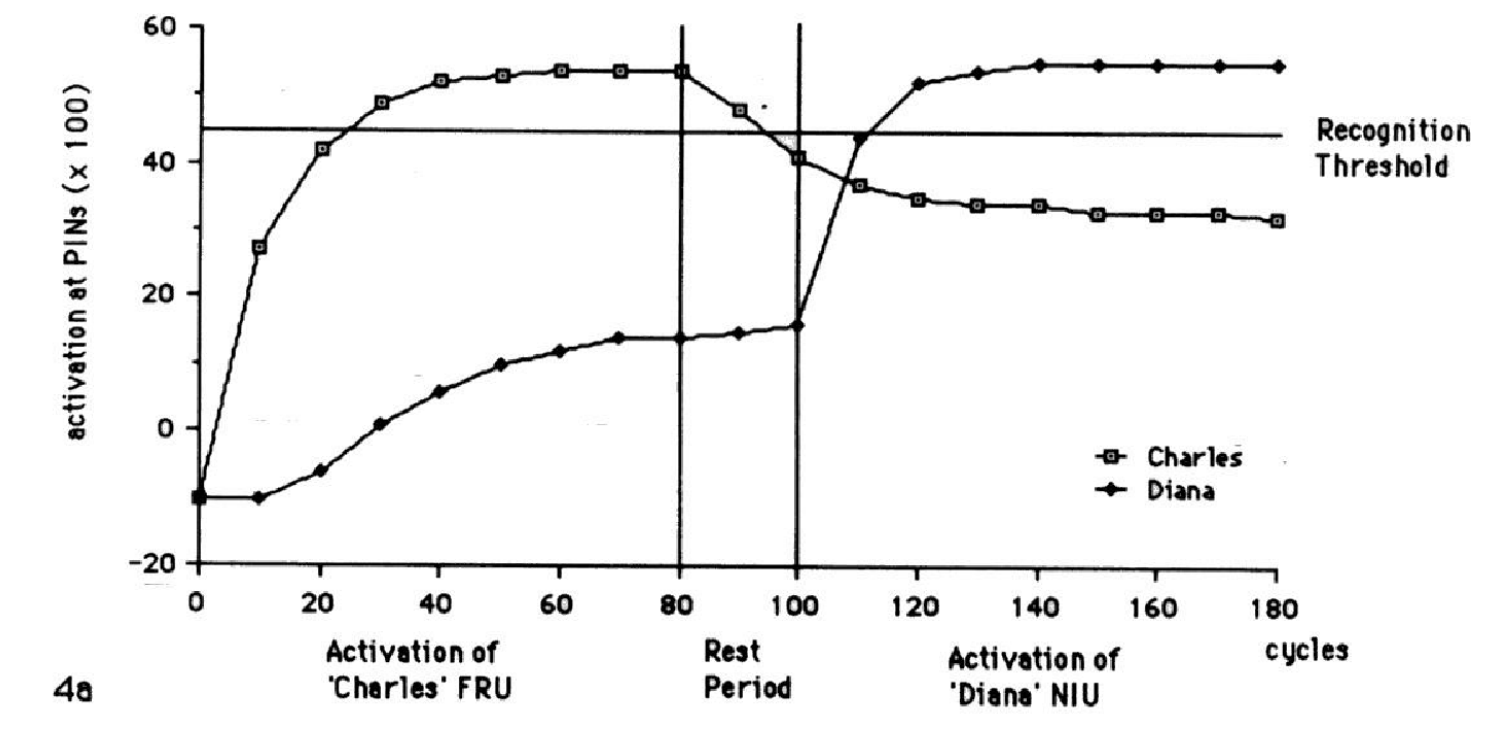 60
40
20
0
-20
activation at PINs (x 100)
Recognition
Threshold
Charles
Diana
0 20 40 60 80 100 120 140 160 180
cycles
Activation of
'Charles' FRU
Rest
Period
Activation of
'Diana' NIU
4a